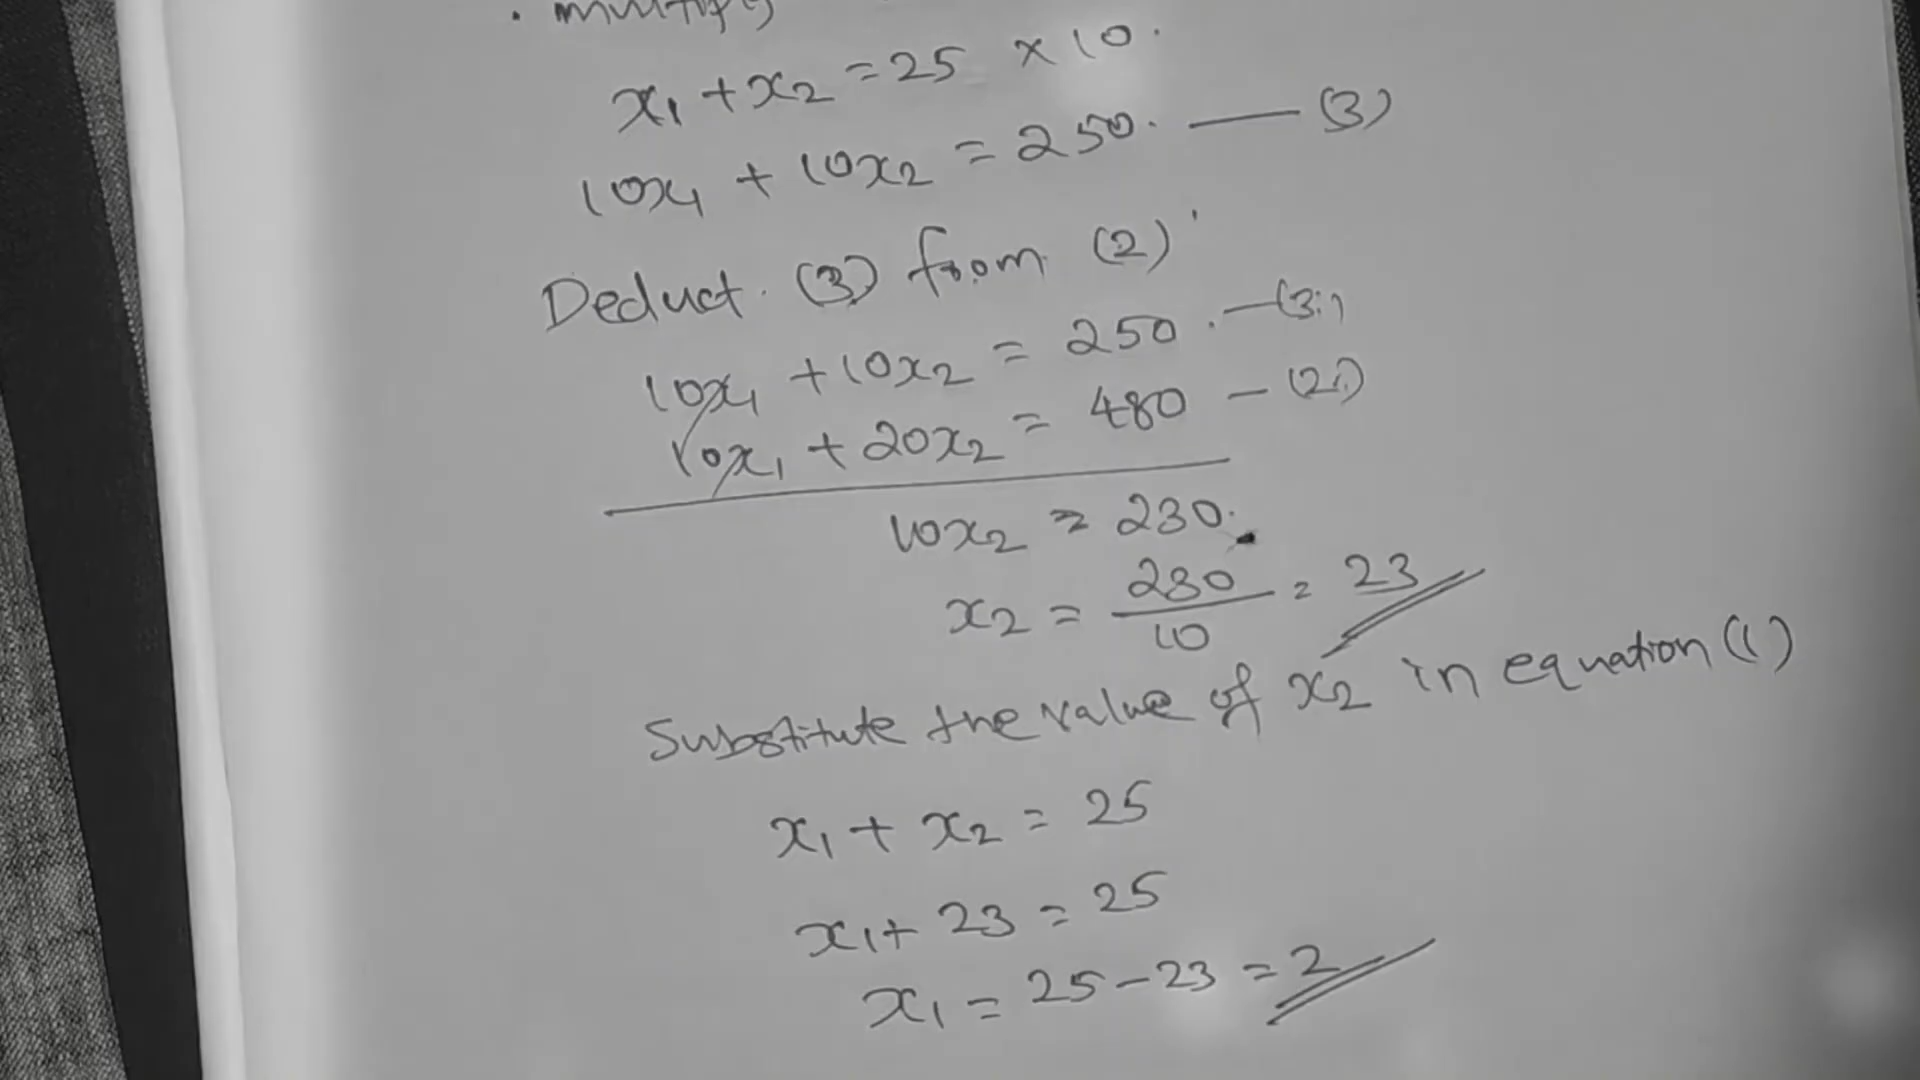 . multiply
x₁ + x₂ = 25 × 10.
10x₁ + 10x₂ = 250. — (3)
Deduct. (3) from (2)
10x₁ + 10x₂ = 250. — (3)
10x₁ + 20x₂ = 480 — (2)
10x₂ = 230.
x₂ = 230/10 = 23
Substitute the value of x₂ in equation (1)
x₁ + x₂ = 25
x₁ + 23 = 25
x₁ = 25 - 23 = 2